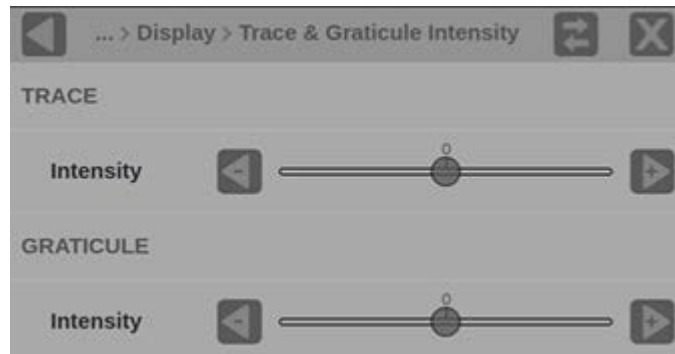 ... > Display > Trace & Graticule Intensity
TRACE
0
Intensity - +
GRATICULE
0
Intensity - +